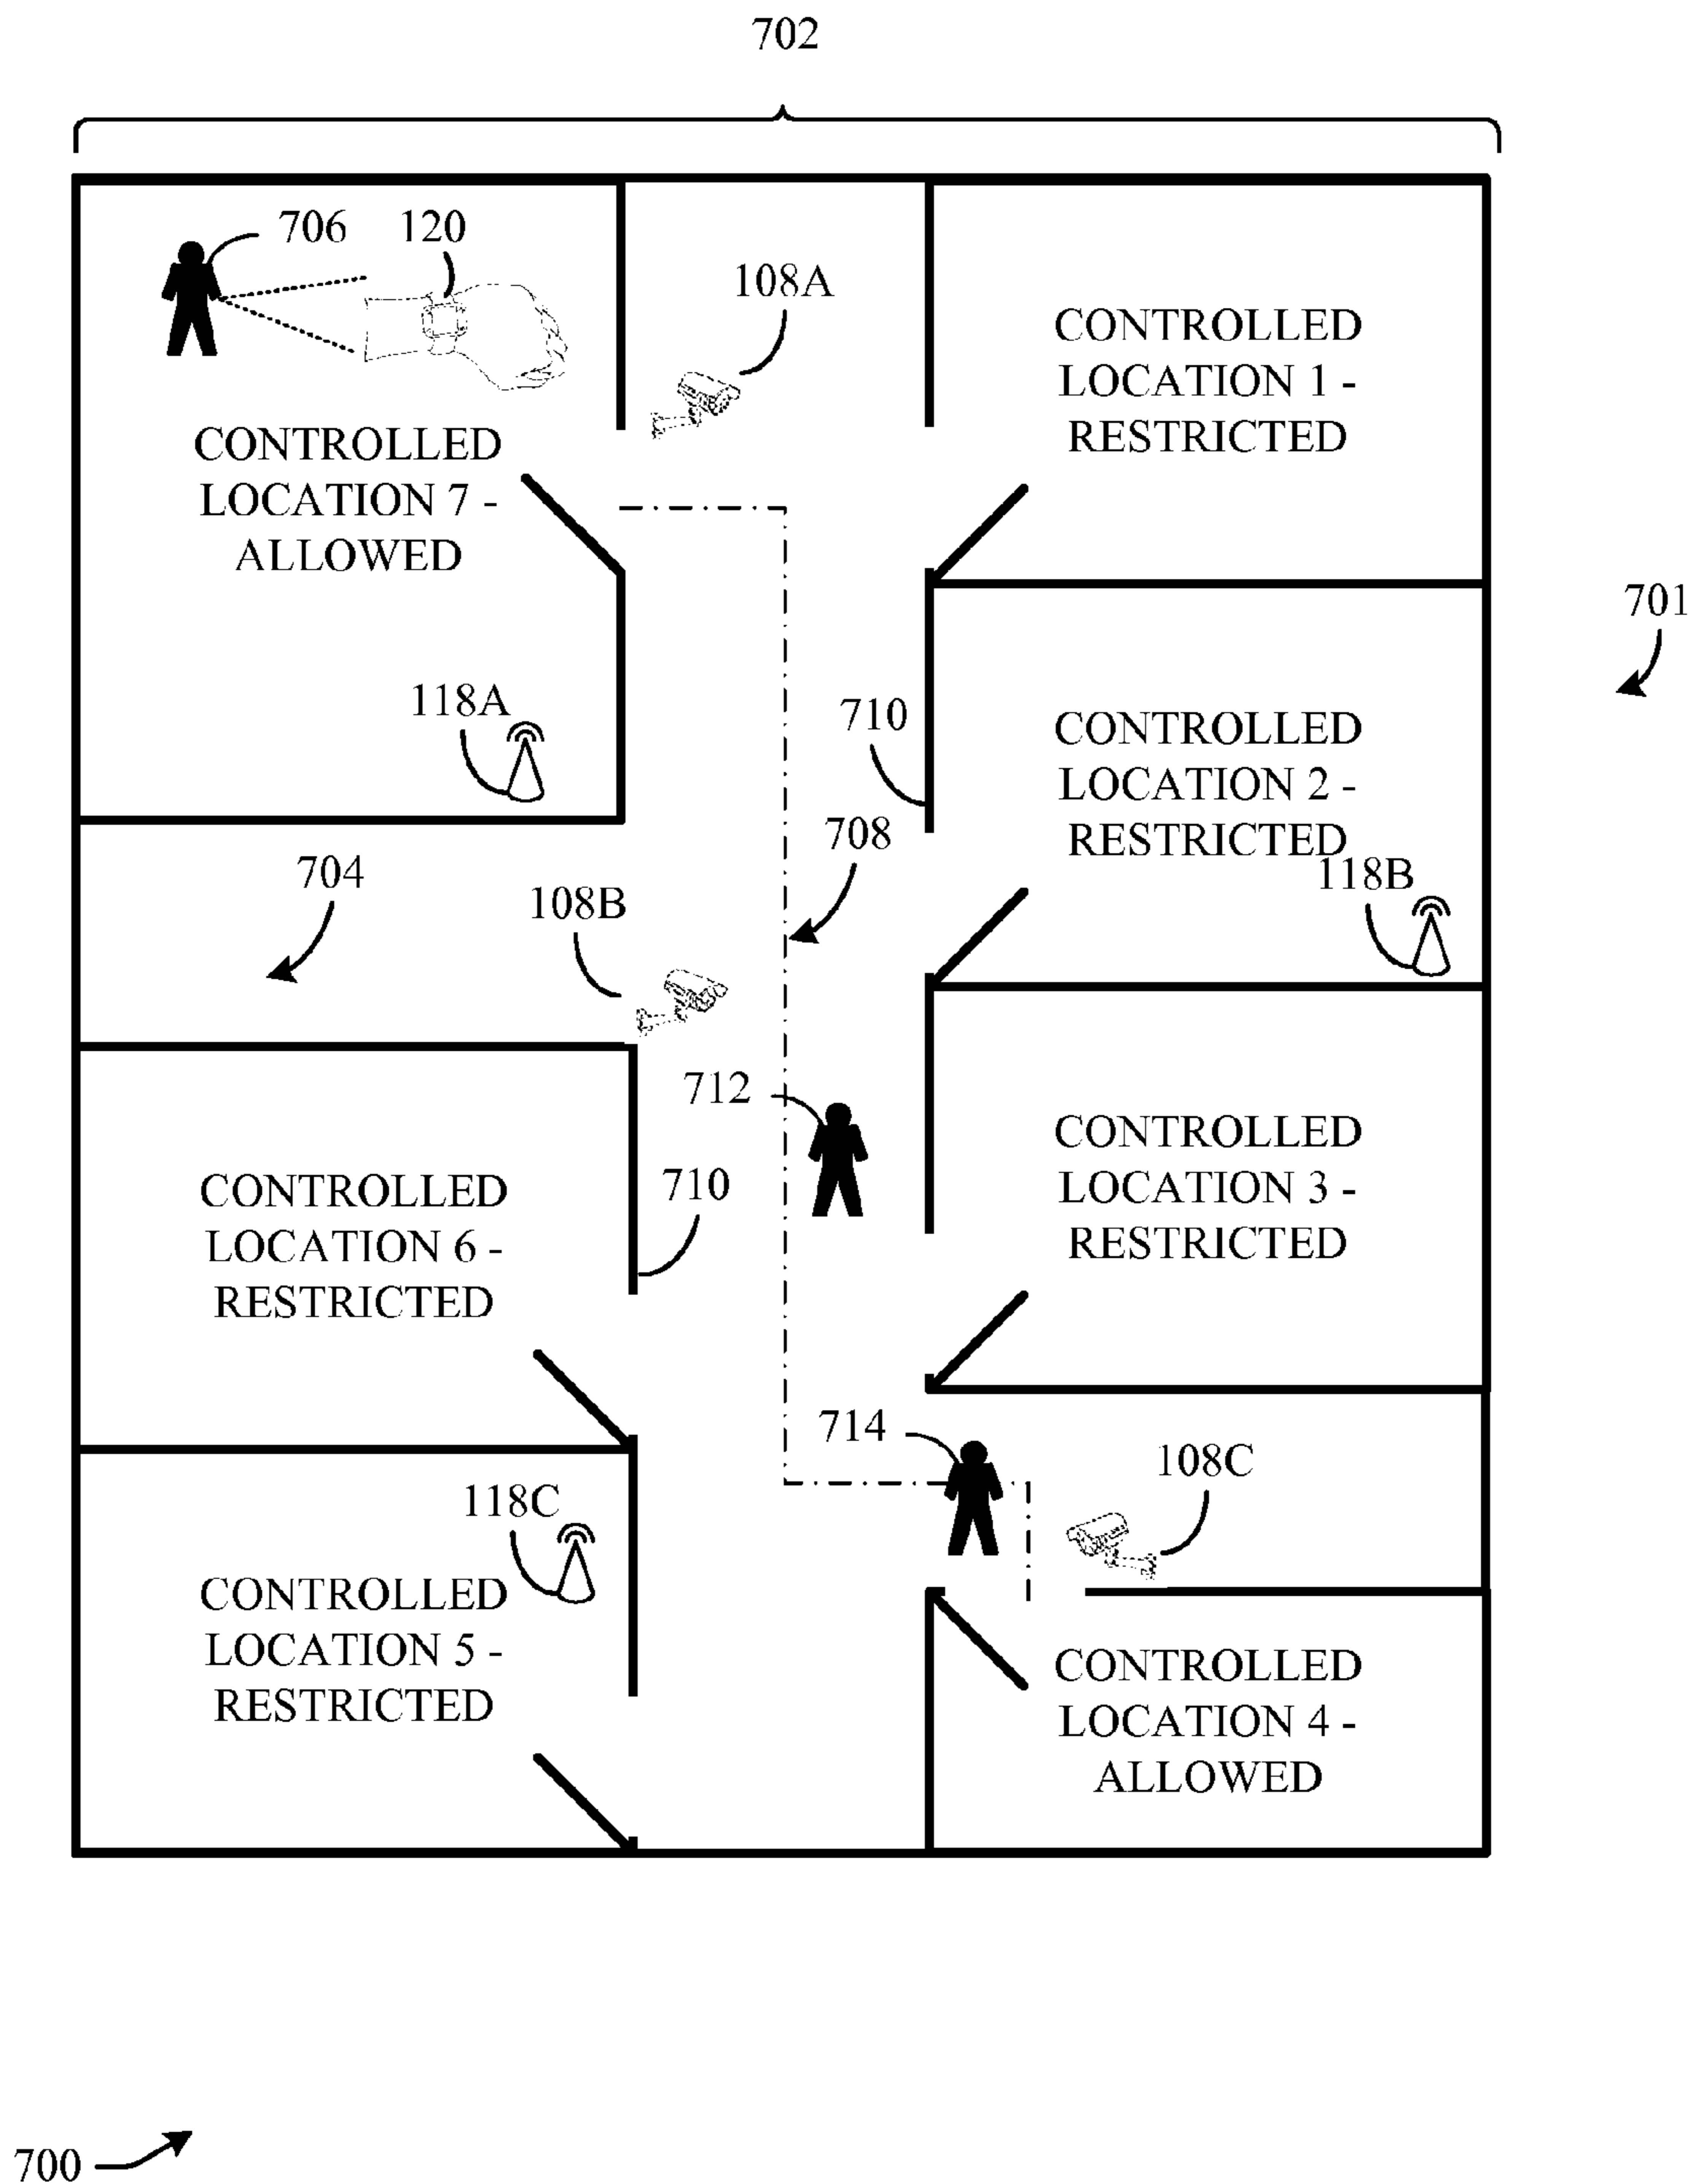 702
706
120
108A
CONTROLLED
LOCATION 1 -
RESTRICTED
CONTROLLED
LOCATION 7 -
ALLOWED
701
118A
710
CONTROLLED
LOCATION 2 -
RESTRICTED
708
704
108B
118B
712
CONTROLLED
LOCATION 3 -
RESTRICTED
710
CONTROLLED
LOCATION 6 -
RESTRICTED
714
108C
118C
CONTROLLED
LOCATION 5 -
RESTRICTED
CONTROLLED
LOCATION 4 -
ALLOWED
700